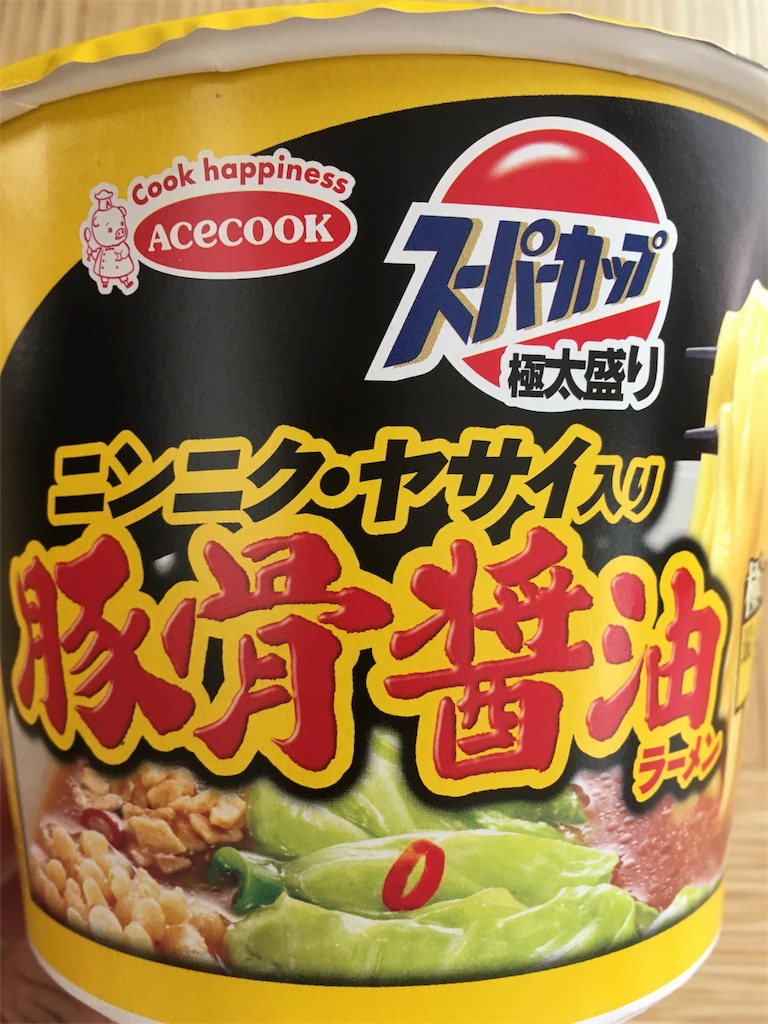 Cook happiness
ACECOOK
スーパーカップ
極太盛り
ニンニク・ヤサイ入り
豚骨醤油
ラーメン